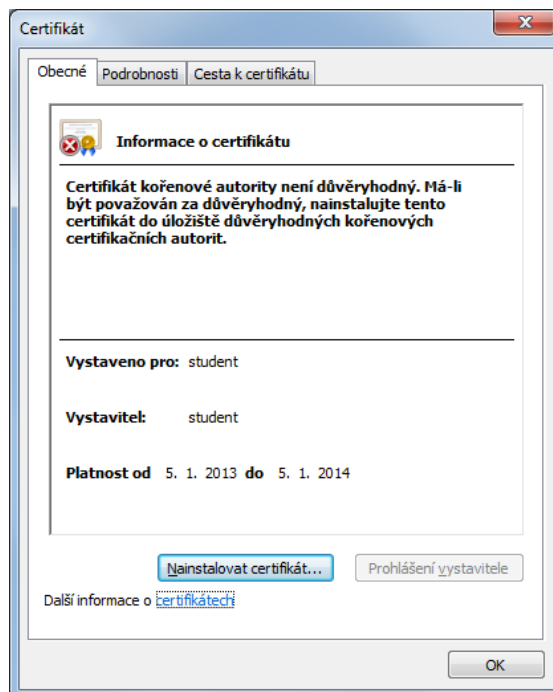 Certifikát
Obecné
Podrobnosti
Cesta k certifikátu
Informace o certifikátu
Certifikát kořenové autority není důvěryhodný. Má-li
být považován za důvěryhodný, nainstalujte tento
certifikát do úložiště důvěryhodných kořenových
certifikačních autorit.
Vystaveno pro: student
Vystavitel: student
Platnost od 5. 1. 2013 do 5. 1. 2014
Nainstalovat certifikát...
Prohlášení vystavitele
Další informace o certifikátech
OK